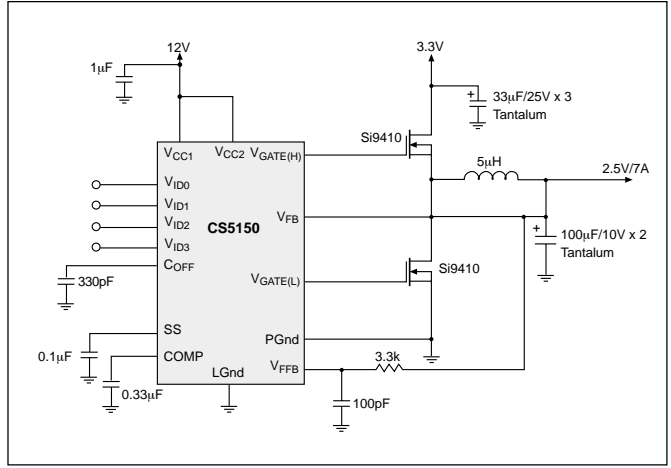 12V
3.3V
1μF
33μF/25V x 3
Tantalum
Si9410
5μH
2.5V/7A
VCC1
VCC2
VGATE(H)
VID0
VID1
VID2
VID3
CS5150
VFB
100μF/10V x 2
Tantalum
COFF
330pF
VGATE(L)
Si9410
SS
PGnd
0.1μF
COMP
3.3k
VFFB
LGnd
0.33μF
100pF
+
+